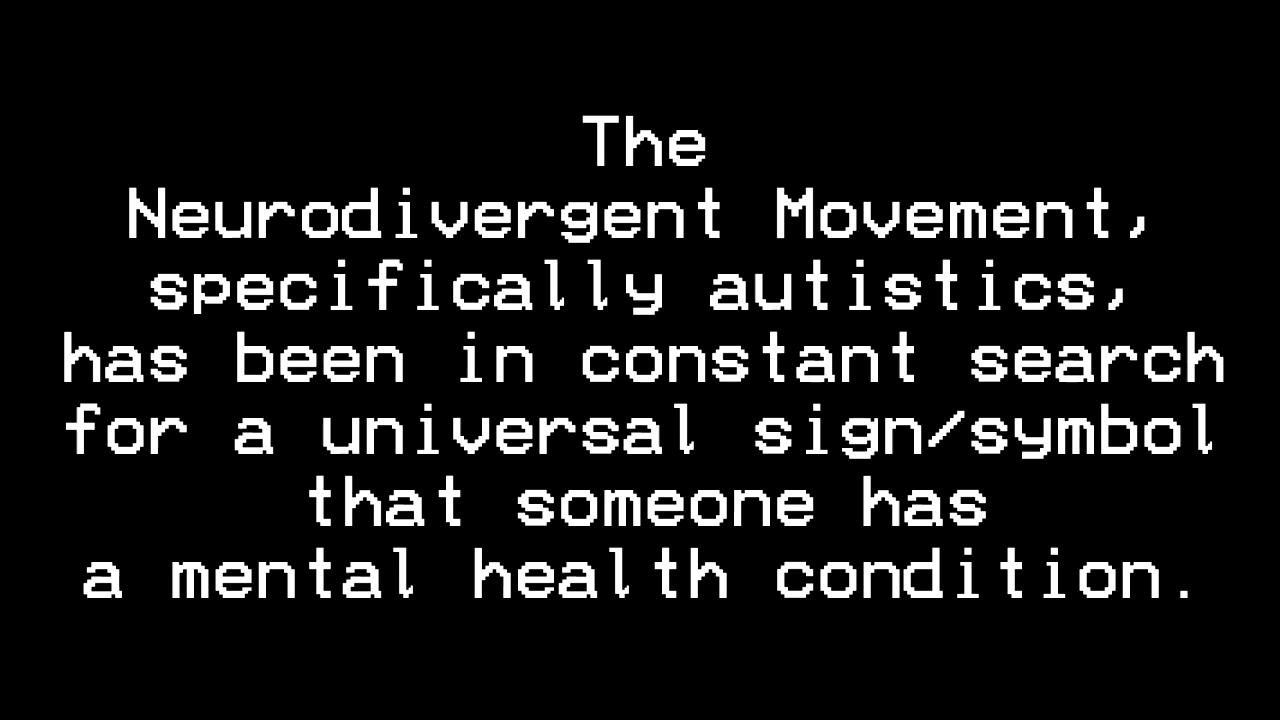 The
Neurodivergent Movement,
specifically autistics,
has been in constant search
for a universal sign/symbol
that someone has
a mental health condition.